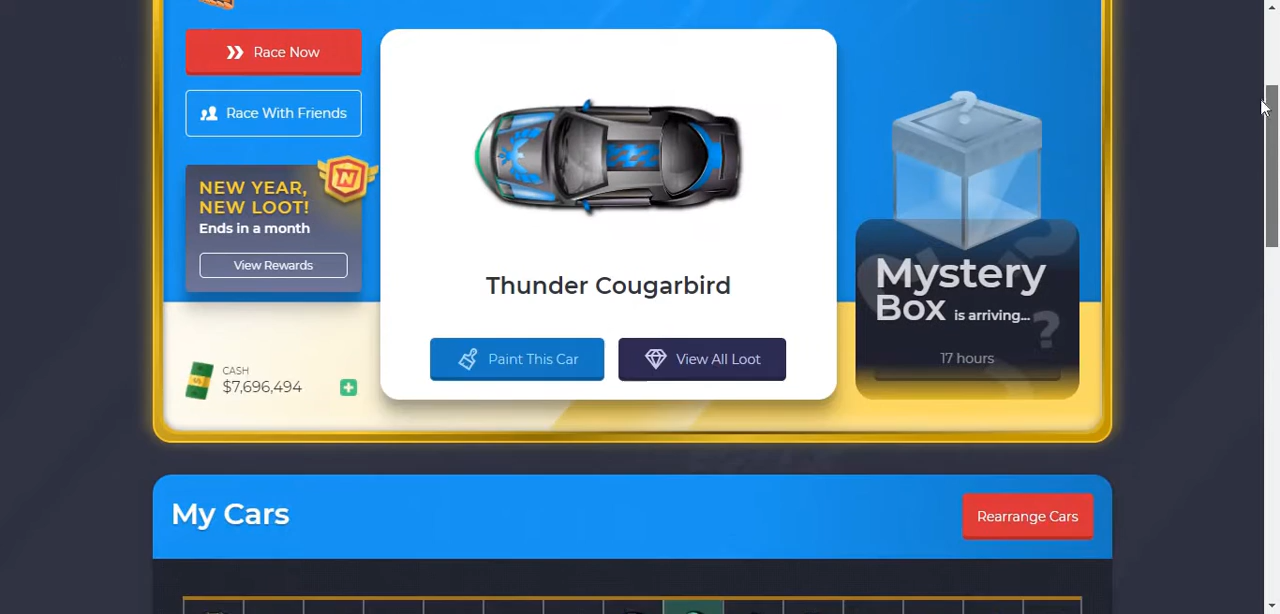 Race Now
Race With Friends
NEW YEAR,
NEW LOOT!
Ends in a month
View Rewards
N
CASH
$7,696,494
Thunder Cougarbird
Paint This Car
View All Loot
Mystery
Box is arriving...
17 hours
My Cars
Rearrange Cars